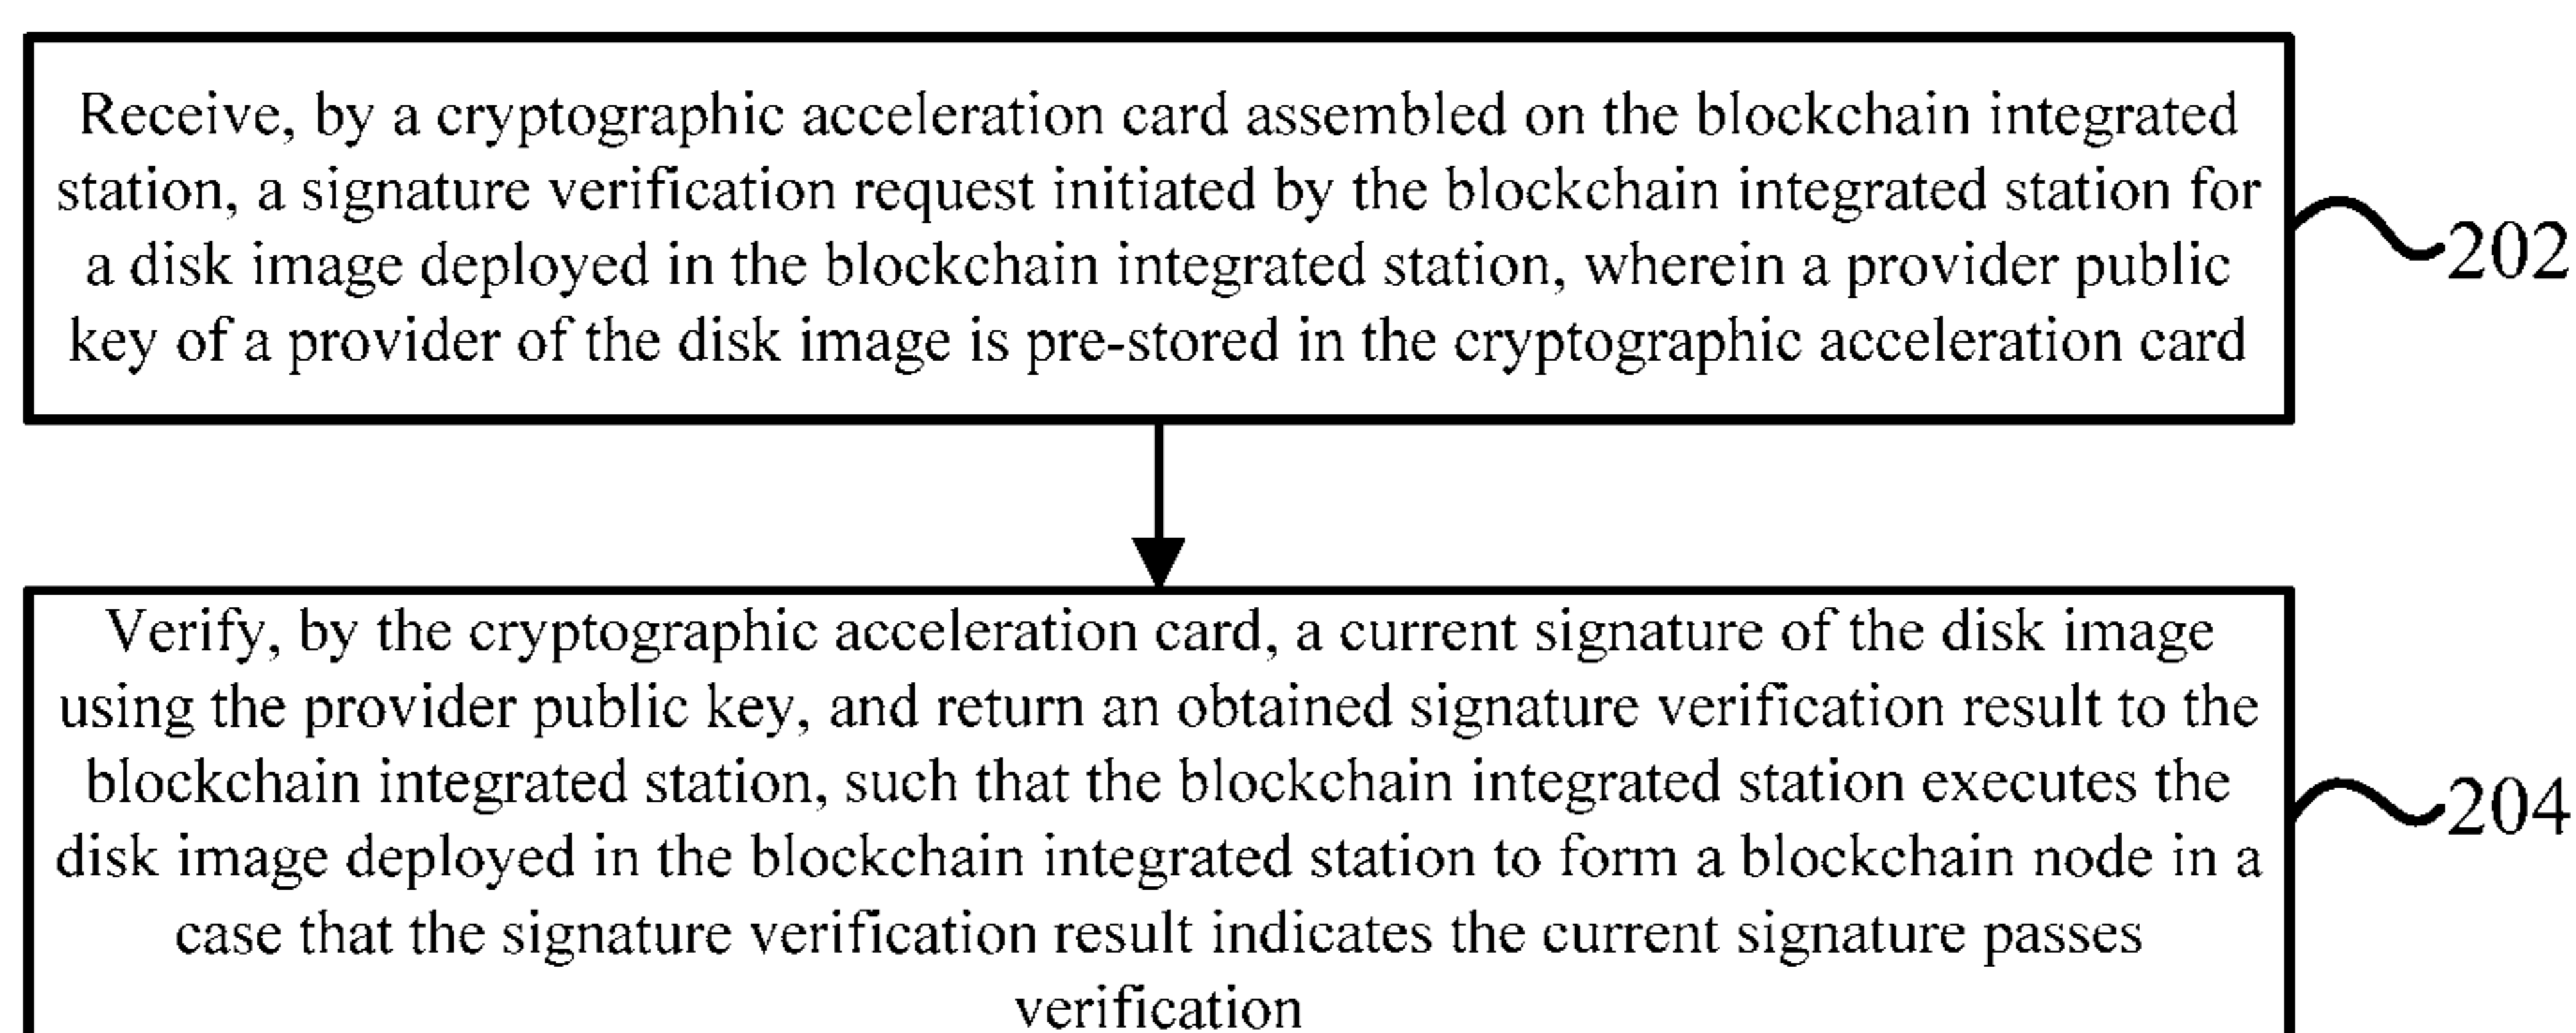 Receive, by a cryptographic acceleration card assembled on the blockchain integrated
station, a signature verification request initiated by the blockchain integrated station for
a disk image deployed in the blockchain integrated station, wherein a provider public
key of a provider of the disk image is pre-stored in the cryptographic acceleration card
202
Verify, by the cryptographic acceleration card, a current signature of the disk image
using the provider public key, and return an obtained signature verification result to the
blockchain integrated station, such that the blockchain integrated station executes the
disk image deployed in the blockchain integrated station to form a blockchain node in a
case that the signature verification result indicates the current signature passes
verification
204